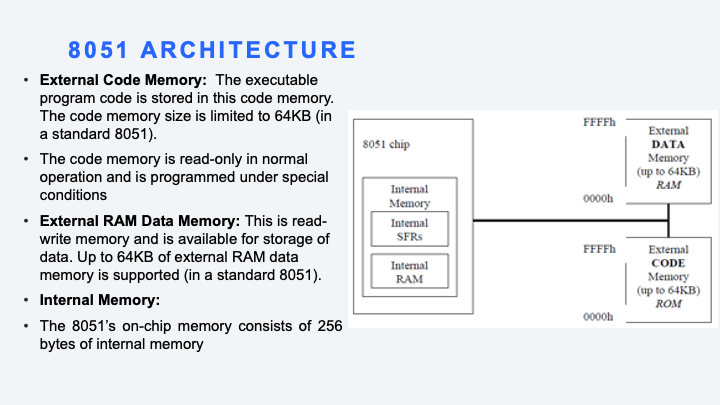 8051 ARCHITECTURE
• External Code Memory: The executable
program code is stored in this code memory.
The code memory size is limited to 64KB (in
a standard 8051).
• The code memory is read-only in normal
operation and is programmed under special
conditions
• External RAM Data Memory: This is read-
write memory and is available for storage of
data. Up to 64KB of external RAM data
memory is supported (in a standard 8051).
• Internal Memory:
• The 8051’s on-chip memory consists of 256
bytes of internal memory
8051 chip
Internal
Memory
Internal
SFRs
Internal
RAM
FFFFh
0000h
External
DATA
Memory
(up to 64KB)
RAM
FFFFh
0000h
External
CODE
Memory
(up to 64KB)
ROM